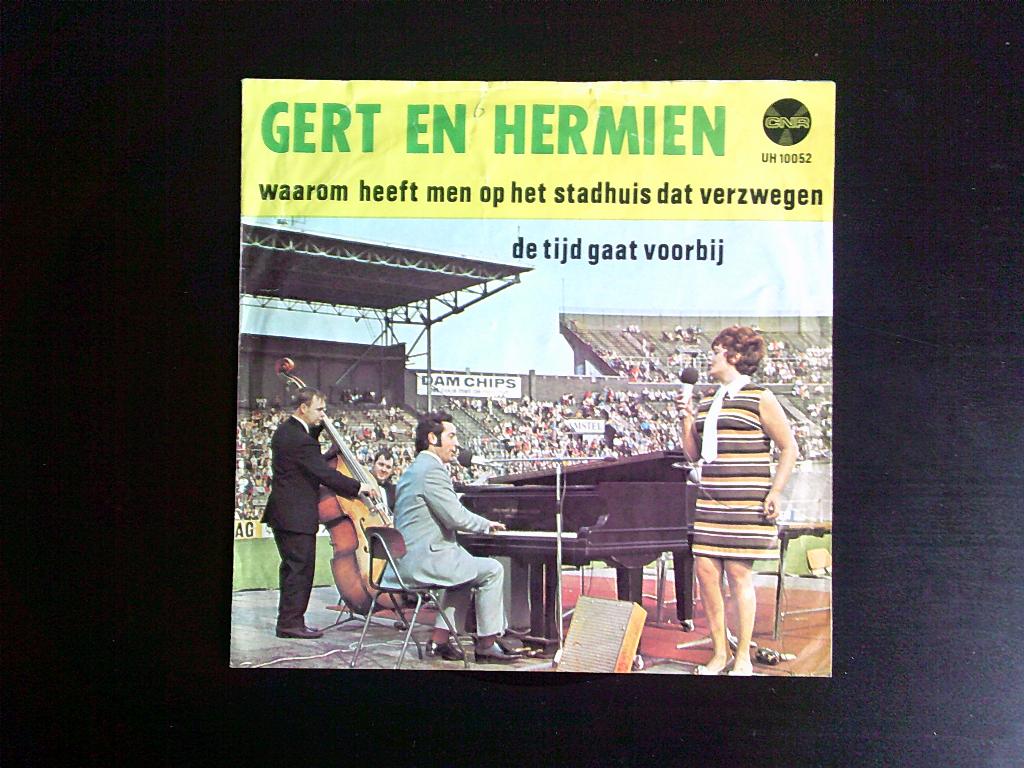 GERT EN HERMIEN
CNR
UH 10052
waarom heeft men op het stadhuis dat verzwegen
de tijd gaat voorbij
DAM CHIPS
AMSTEL
AG